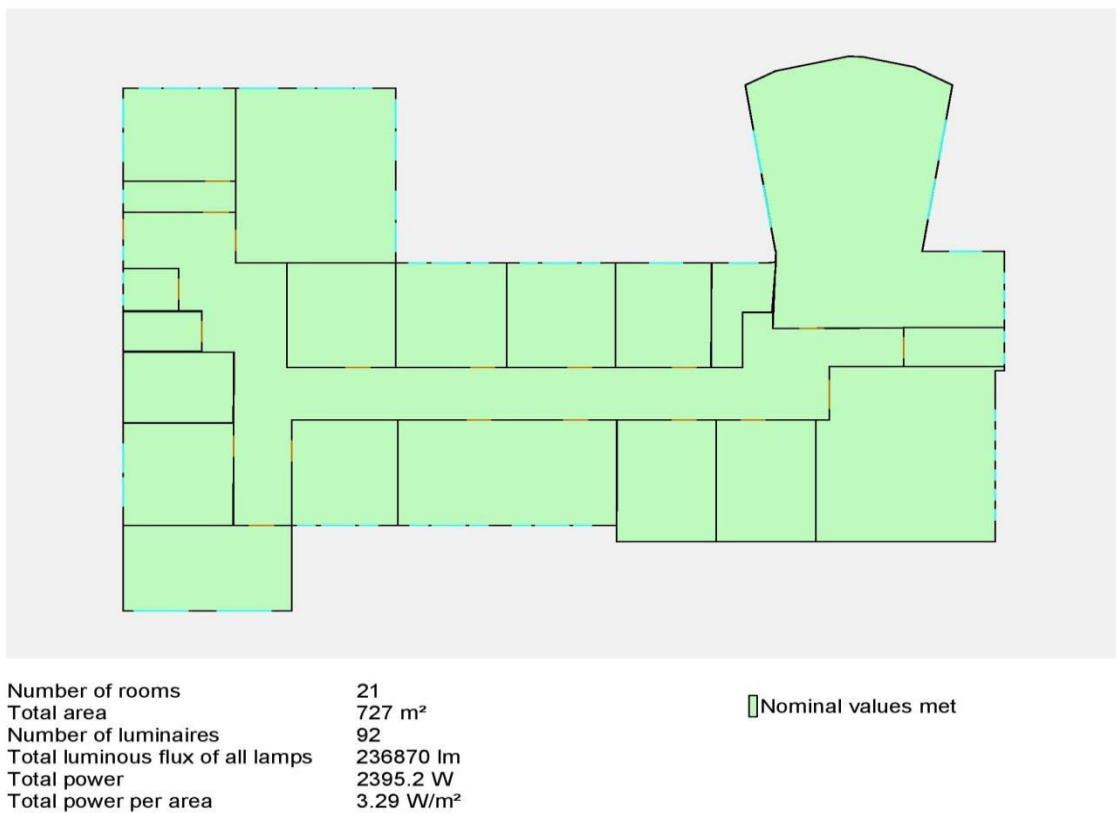 Number of rooms 21
Total area 727 m²
Number of luminaires 92
Total luminous flux of all lamps 236870 lm
Total power 2395.2 W
Total power per area 3.29 W/m²
Nominal values met